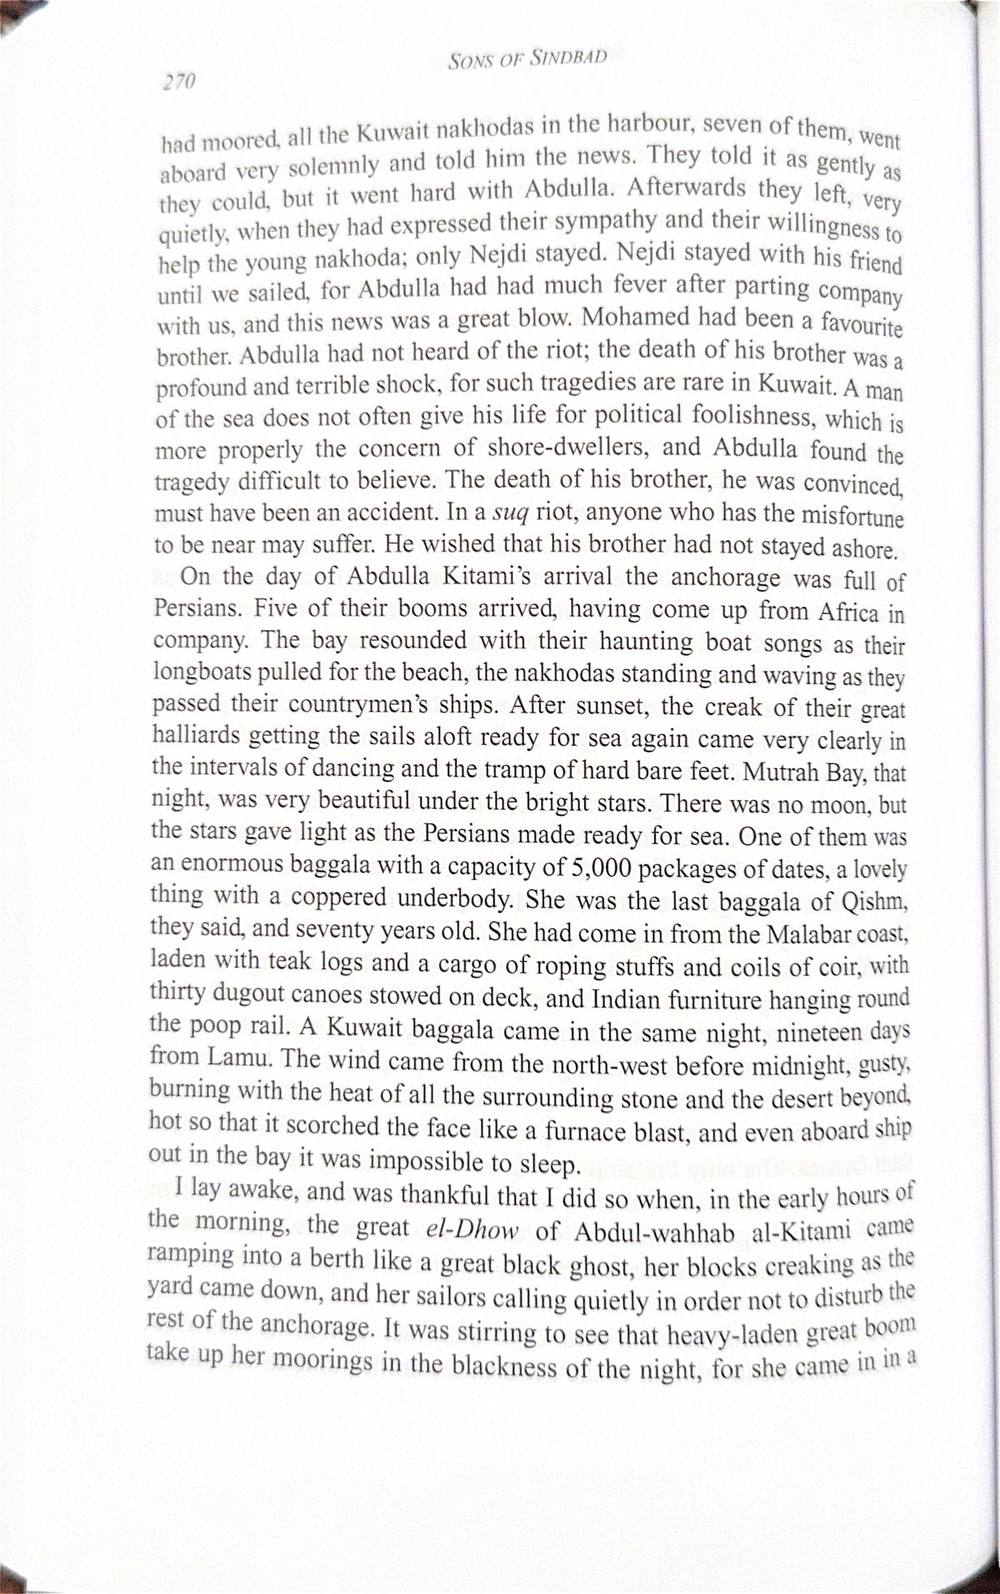 270
SONS OF SINDBAD
had moored, all the Kuwait nakhodas in the harbour, seven of them, went
aboard very solemnly and told him the news. They told it as gently as
they could, but it went hard with Abdulla. Afterwards they left, very
quietly, when they had expressed their sympathy and their willingness to
help the young nakhoda; only Nejdi stayed. Nejdi stayed with his friend
until we sailed, for Abdulla had had much fever after parting company
with us, and this news was a great blow. Mohamed had been a favourite
brother. Abdulla had not heard of the riot; the death of his brother was a
profound and terrible shock, for such tragedies are rare in Kuwait. A man
of the sea does not often give his life for political foolishness, which is
more properly the concern of shore-dwellers, and Abdulla found the
tragedy difficult to believe. The death of his brother, he was convinced,
must have been an accident. In a suq riot, anyone who has the misfortune
to be near may suffer. He wished that his brother had not stayed ashore.
On the day of Abdulla Kitami's arrival the anchorage was full of
Persians. Five of their booms arrived, having come up from Africa in
company. The bay resounded with their haunting boat songs as their
longboats pulled for the beach, the nakhodas standing and waving as they
passed their countrymen's ships. After sunset, the creak of their great
halliards getting the sails aloft ready for sea again came very clearly in
the intervals of dancing and the tramp of hard bare feet. Mutrah Bay, that
night, was very beautiful under the bright stars. There was no moon, but
the stars gave light as the Persians made ready for sea. One of them was
an enormous baggala with a capacity of 5,000 packages of dates, a lovely
thing with a coppered underbody. She was the last baggala of Qishm,
they said, and seventy years old. She had come in from the Malabar coast,
laden with teak logs and a cargo of roping stuffs and coils of coir, with
thirty dugout canoes stowed on deck, and Indian furniture hanging round
the poop rail. A Kuwait baggala came in the same night, nineteen days
from Lamu. The wind came from the north-west before midnight, gusty,
burning with the heat of all the surrounding stone and the desert beyond,
hot so that it scorched the face like a furnace blast, and even aboard ship
out in the bay it was impossible to sleep.
I lay awake, and was thankful that I did so when, in the early hours of
the morning, the great el-Dhow of Abdul-wahhab al-Kitami came
ramping into a berth like a great black ghost, her blocks creaking as the
yard came down, and her sailors calling quietly in order not to disturb the
rest of the anchorage. It was stirring to see that heavy-laden great boom
take up her moorings in the blackness of the night, for she came in in a